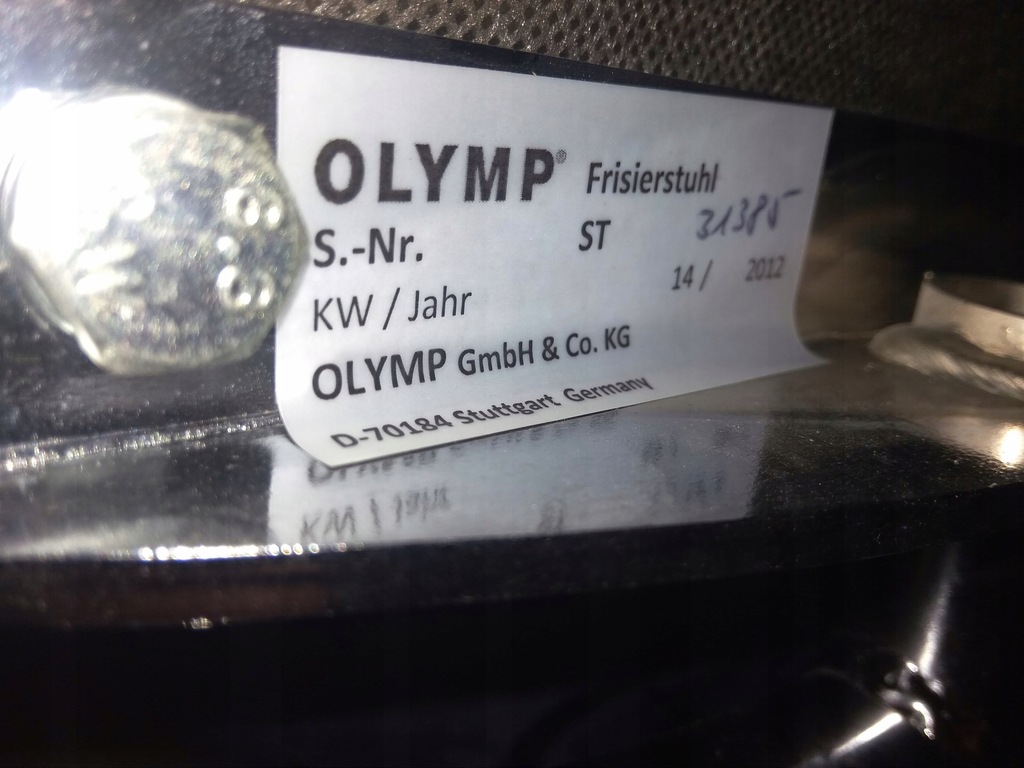 OLYMP® Frisierstuhl
S.-Nr. ST 31385
KW / Jahr 14 / 2012
OLYMP GmbH & Co. KG
D-70184 Stuttgart Germany